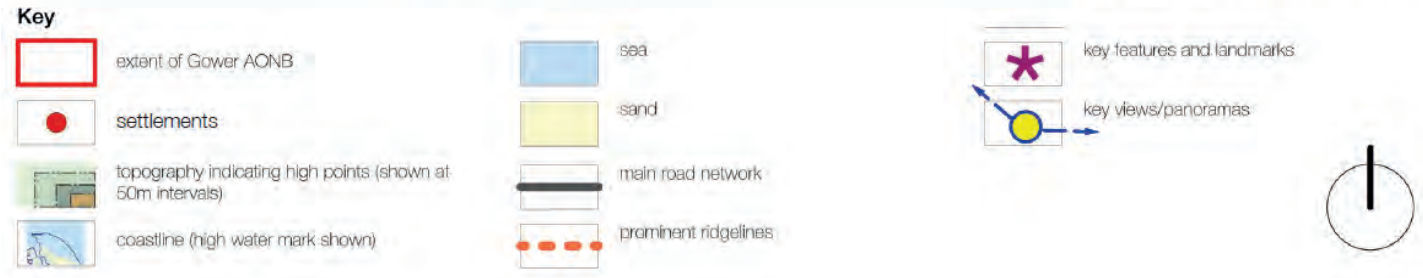 Key
extent of Gower AONB
settlements
topography indicating high points (shown at
50m intervals)
coastline (high water mark shown)
sea
sand
main road network
prominent ridgelines
key features and landmarks
key views/panoramas